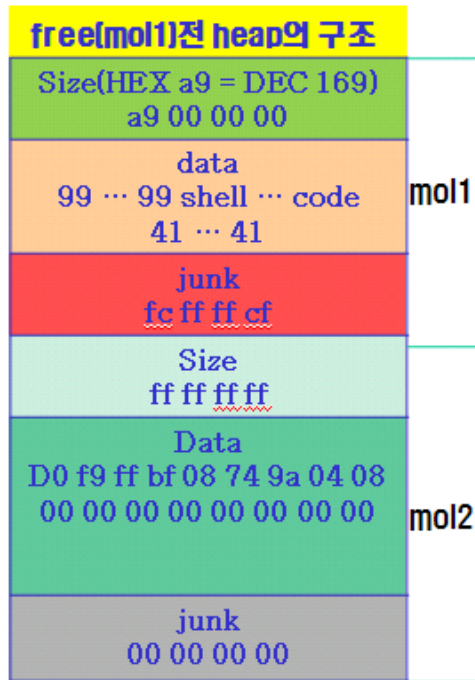 free(mol1)전 heap의 구조
Size(HEX a9 = DEC 169)
a9 00 00 00
data
99 … 99 shell … code
41 … 41
mol1
junk
fc ff ff cf
Size
ff ff ff ff
Data
D0 f9 ff bf 08 74 9a 04 08
00 00 00 00 00 00 00 00
mol2
junk
00 00 00 00